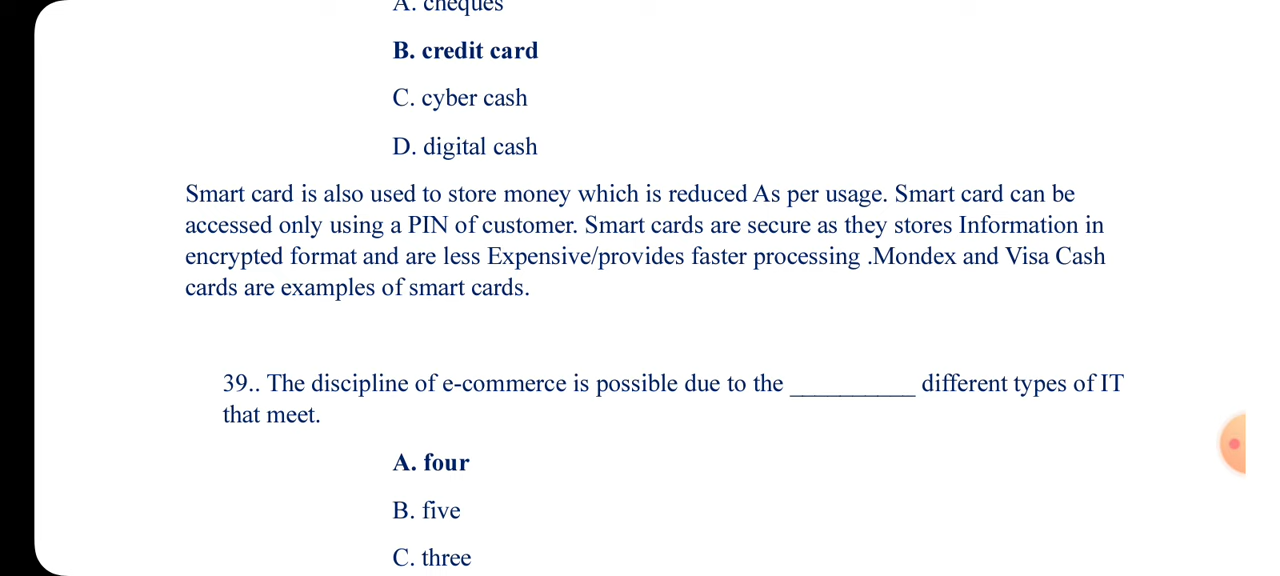 A. cheques
B. credit card
C. cyber cash
D. digital cash
Smart card is also used to store money which is reduced As per usage. Smart card can be
accessed only using a PIN of customer. Smart cards are secure as they stores Information in
encrypted format and are less Expensive/provides faster processing .Mondex and Visa Cash
cards are examples of smart cards.
39.. The discipline of e-commerce is possible due to the __________ different types of IT
that meet.
A. four
B. five
C. three